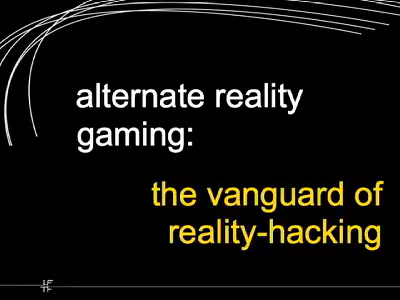 alternate reality
gaming:
the vanguard of
reality-hacking